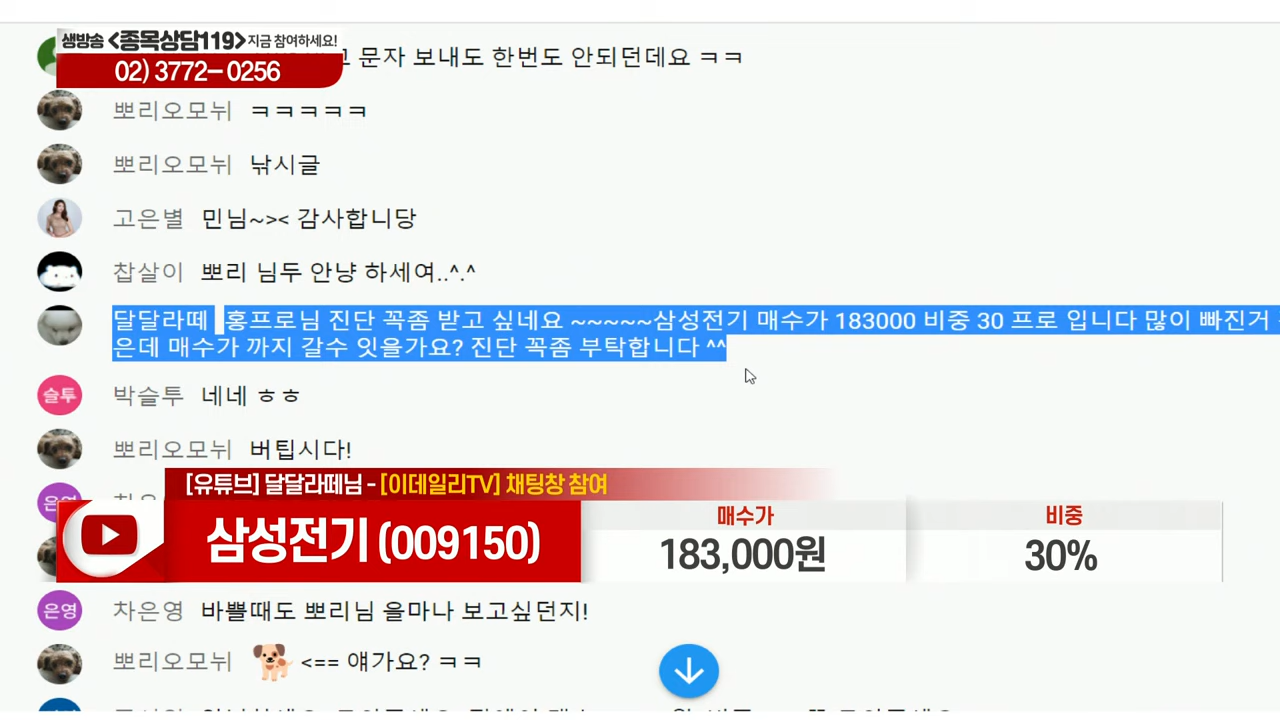 생방송 <종목상담119> 지금 참여하세요!
02) 3772-0256
문자 보내도 한번도 안되던데요 ㅋㅋ
뽀리오모뉘 ㅋㅋㅋㅋㅋ
뽀리오모뉘 낚시글
고은별 민님~>< 감사합니당
찹살이 뽀리 님두 안냥 하세여..^.^
달달라떼 홍프로님 진단 꼭좀 받고 싶네요 ~~~~~삼성전기 매수가 183000 비중 30 프로 입니다 많이 빠진거
은데 매수가 까지 갈수 잇을가요? 진단 꼭좀 부탁합니다 ^^
슬투 박슬투 네네 ㅎㅎ
뽀리오모뉘 버팁시다!
[유튜브] 달달라떼님 - [이데일리TV] 채팅창 참여
삼성전기 (009150)
매수가
183,000원
비중
30%
은영 차은영 바쁠때도 뽀리님 을마나 보고싶던지!
뽀리오모뉘 🐕 <== 얘가요? ㅋㅋ